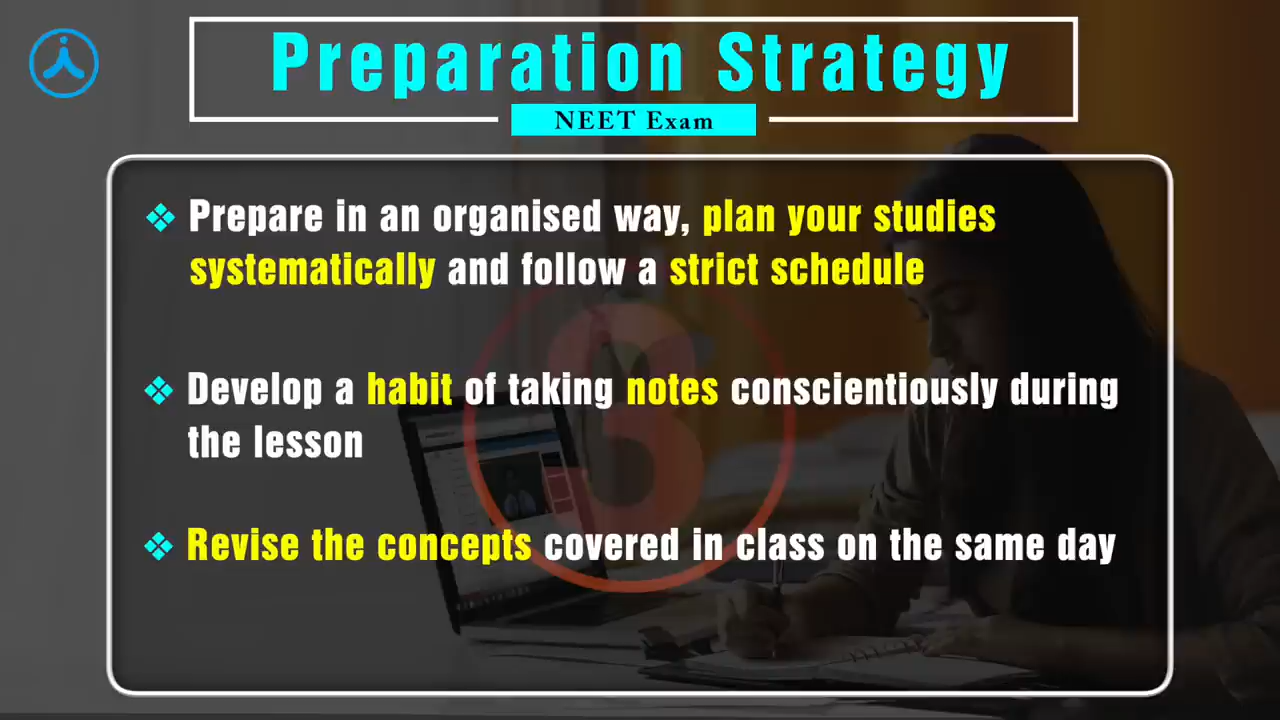 Preparation Strategy
NEET Exam
Prepare in an organised way, plan your studies
systematically and follow a strict schedule
Develop a habit of taking notes conscientiously during
the lesson
Revise the concepts covered in class on the same day
3